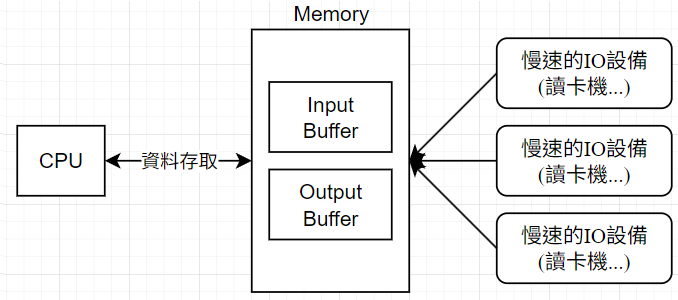 Memory
CPU
資料存取
Input
Buffer
Output
Buffer
慢速的IO設備
(讀卡機...)
慢速的IO設備
(讀卡機...)
慢速的IO設備
(讀卡機...)